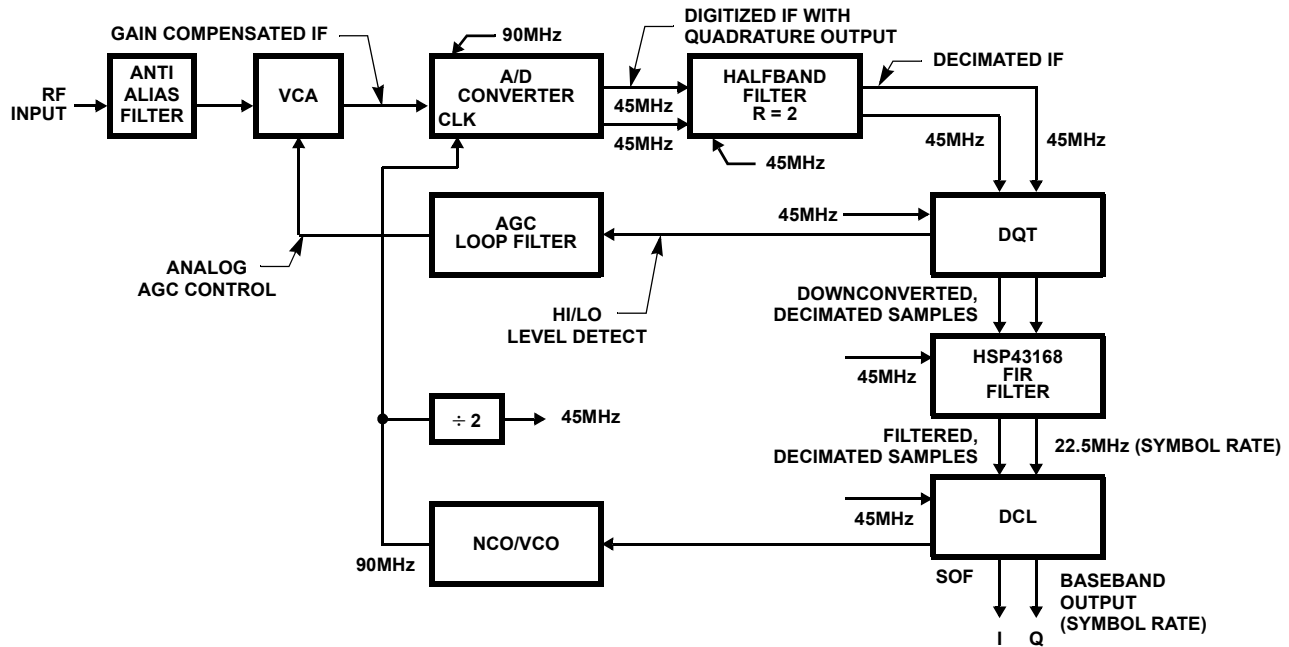 GAIN COMPENSATED IF
90MHz
DIGITIZED IF WITH
QUADRATURE OUTPUT
DECIMATED IF
RF
INPUT
ANTI
ALIAS
FILTER
VCA
A/D
CONVERTER
CLK
45MHz
45MHz
HALFBAND
FILTER
R = 2
45MHz
45MHz
45MHz
ANALOG
AGC CONTROL
AGC
LOOP FILTER
HI/LO
LEVEL DETECT
45MHz
DQT
DOWNCONVERTED,
DECIMATED SAMPLES
45MHz
HSP43168
FIR
FILTER
÷ 2
45MHz
FILTERED,
DECIMATED SAMPLES
22.5MHz (SYMBOL RATE)
90MHz
NCO/VCO
45MHz
DCL
SOF
BASEBAND
OUTPUT
(SYMBOL RATE)
I
Q